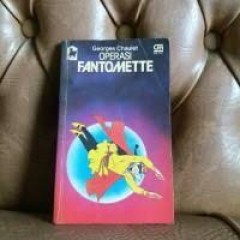 Georges Chaulet
OPERASI
FANTOMETTE